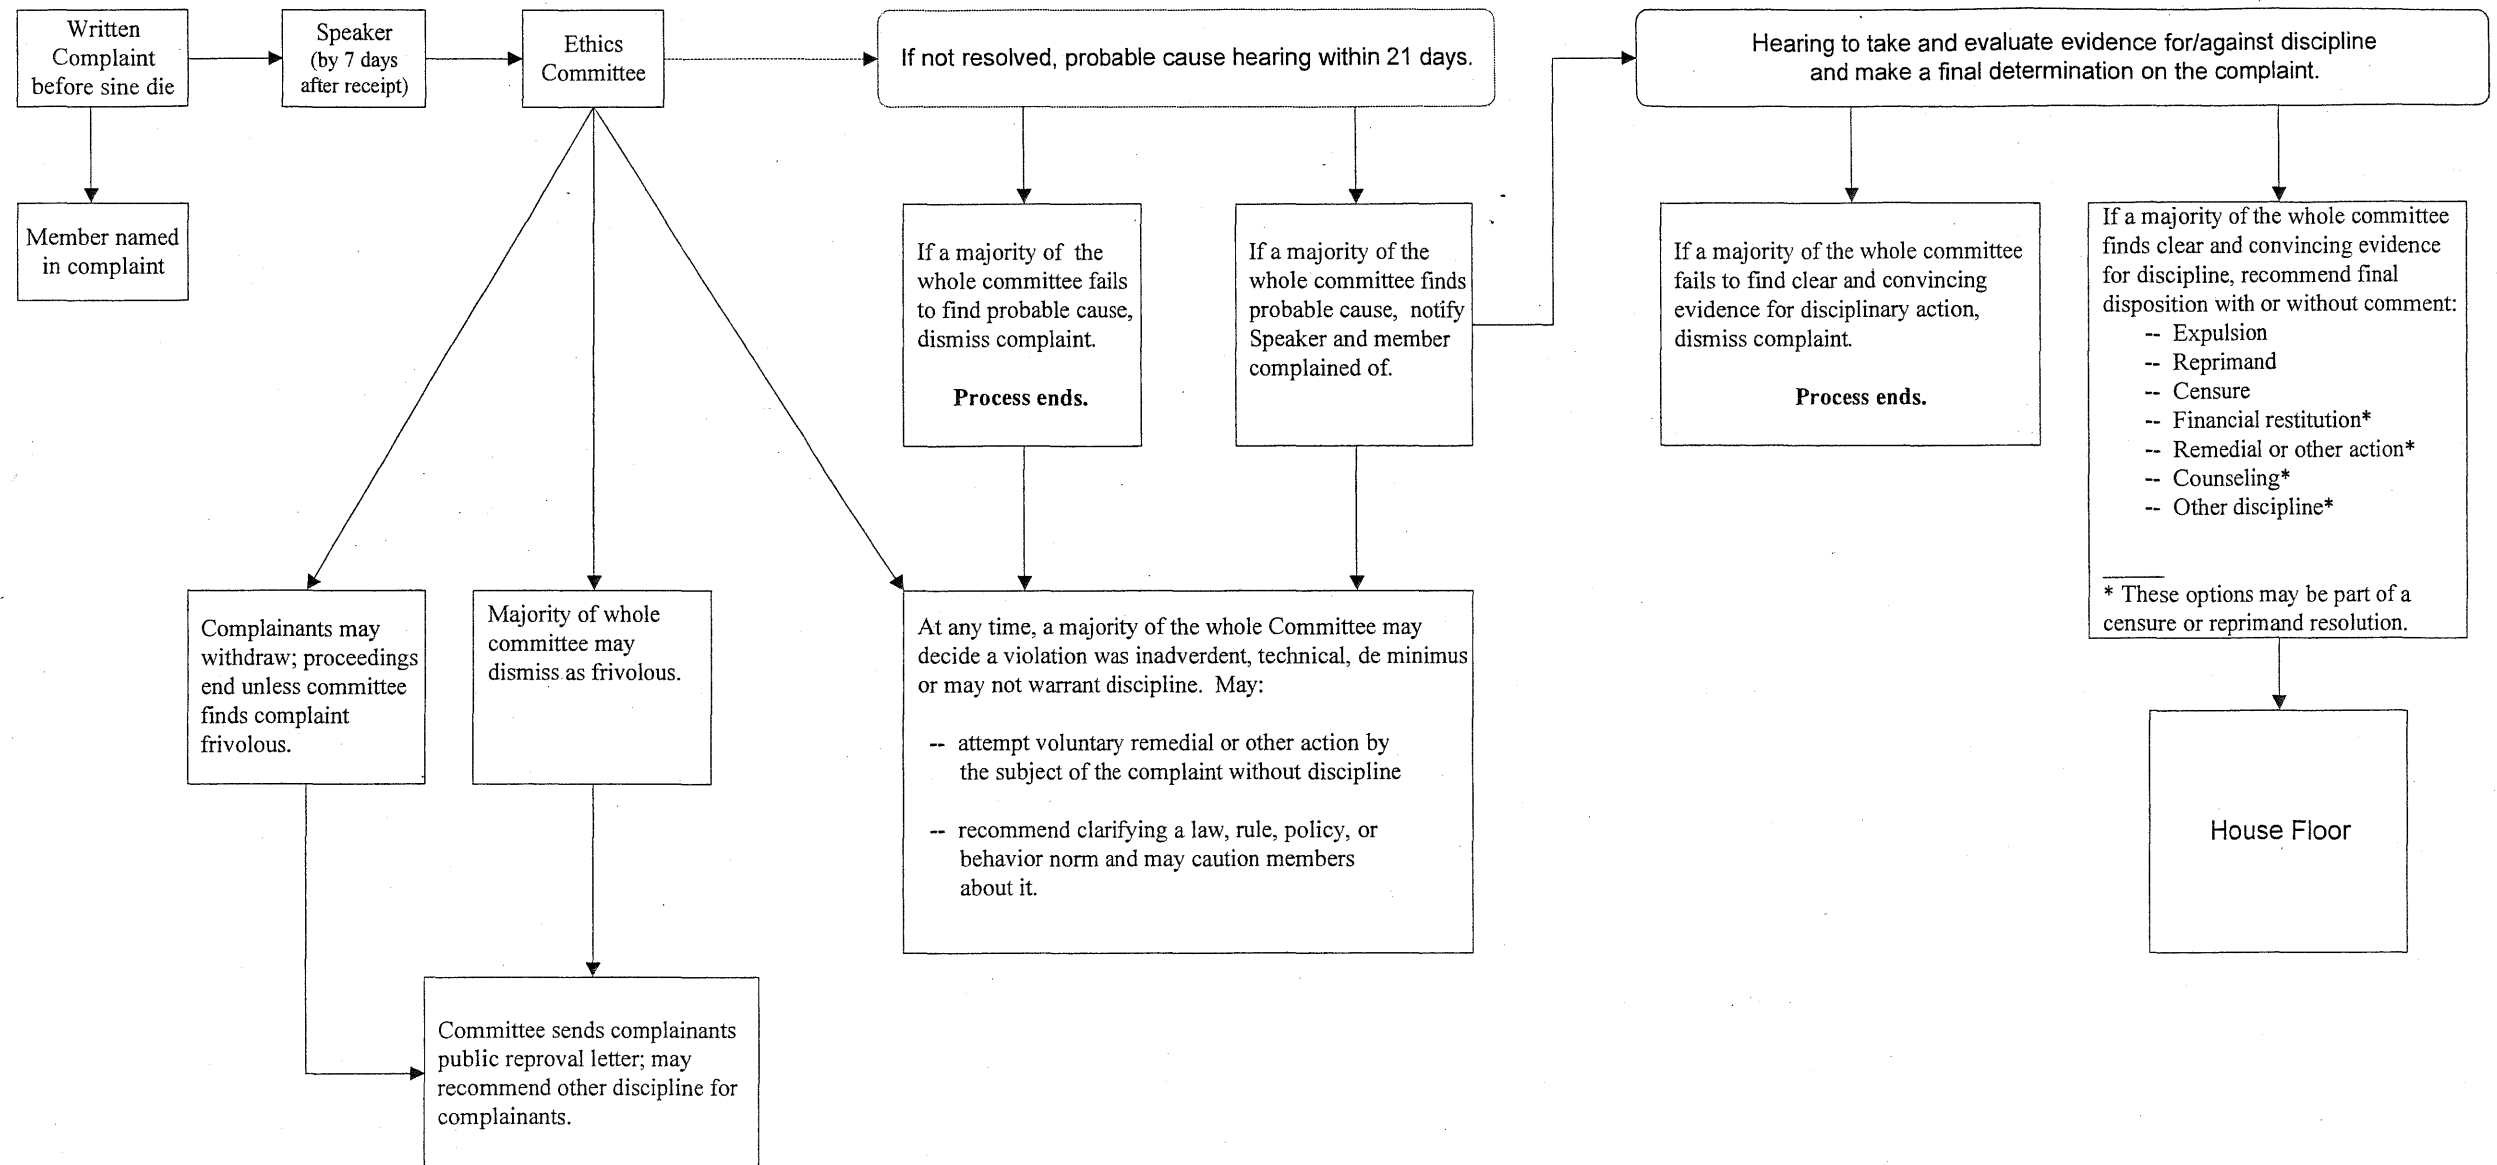 Written
Complaint
before sine die
Speaker
(by 7 days
after receipt)
Ethics
Committee
If not resolved, probable cause hearing within 21 days.
Hearing to take and evaluate evidence for/against discipline
and make a final determination on the complaint.
Member named
in complaint
If a majority of the
whole committee fails
to find probable cause,
dismiss complaint.
Process ends.
If a majority of the
whole committee finds
probable cause, notify
Speaker and member
complained of.
If a majority of the whole committee
fails to find clear and convincing
evidence for disciplinary action,
dismiss complaint.
Process ends.
If a majority of the whole committee
finds clear and convincing evidence
for discipline, recommend final
disposition with or without comment:
-- Expulsion
-- Reprimand
-- Censure
-- Financial restitution*
-- Remedial or other action*
-- Counseling*
-- Other discipline*
* These options may be part of a
censure or reprimand resolution.
Complainants may
withdraw; proceedings
end unless committee
finds complaint
frivolous.
Majority of whole
committee may
dismiss as frivolous.
At any time, a majority of the whole Committee may
decide a violation was inadverdent, technical, de minimus
or may not warrant discipline. May:
-- attempt voluntary remedial or other action by
the subject of the complaint without discipline
-- recommend clarifying a law, rule, policy, or
behavior norm and may caution members
about it.
House Floor
Committee sends complainants
public reproval letter; may
recommend other discipline for
complainants.